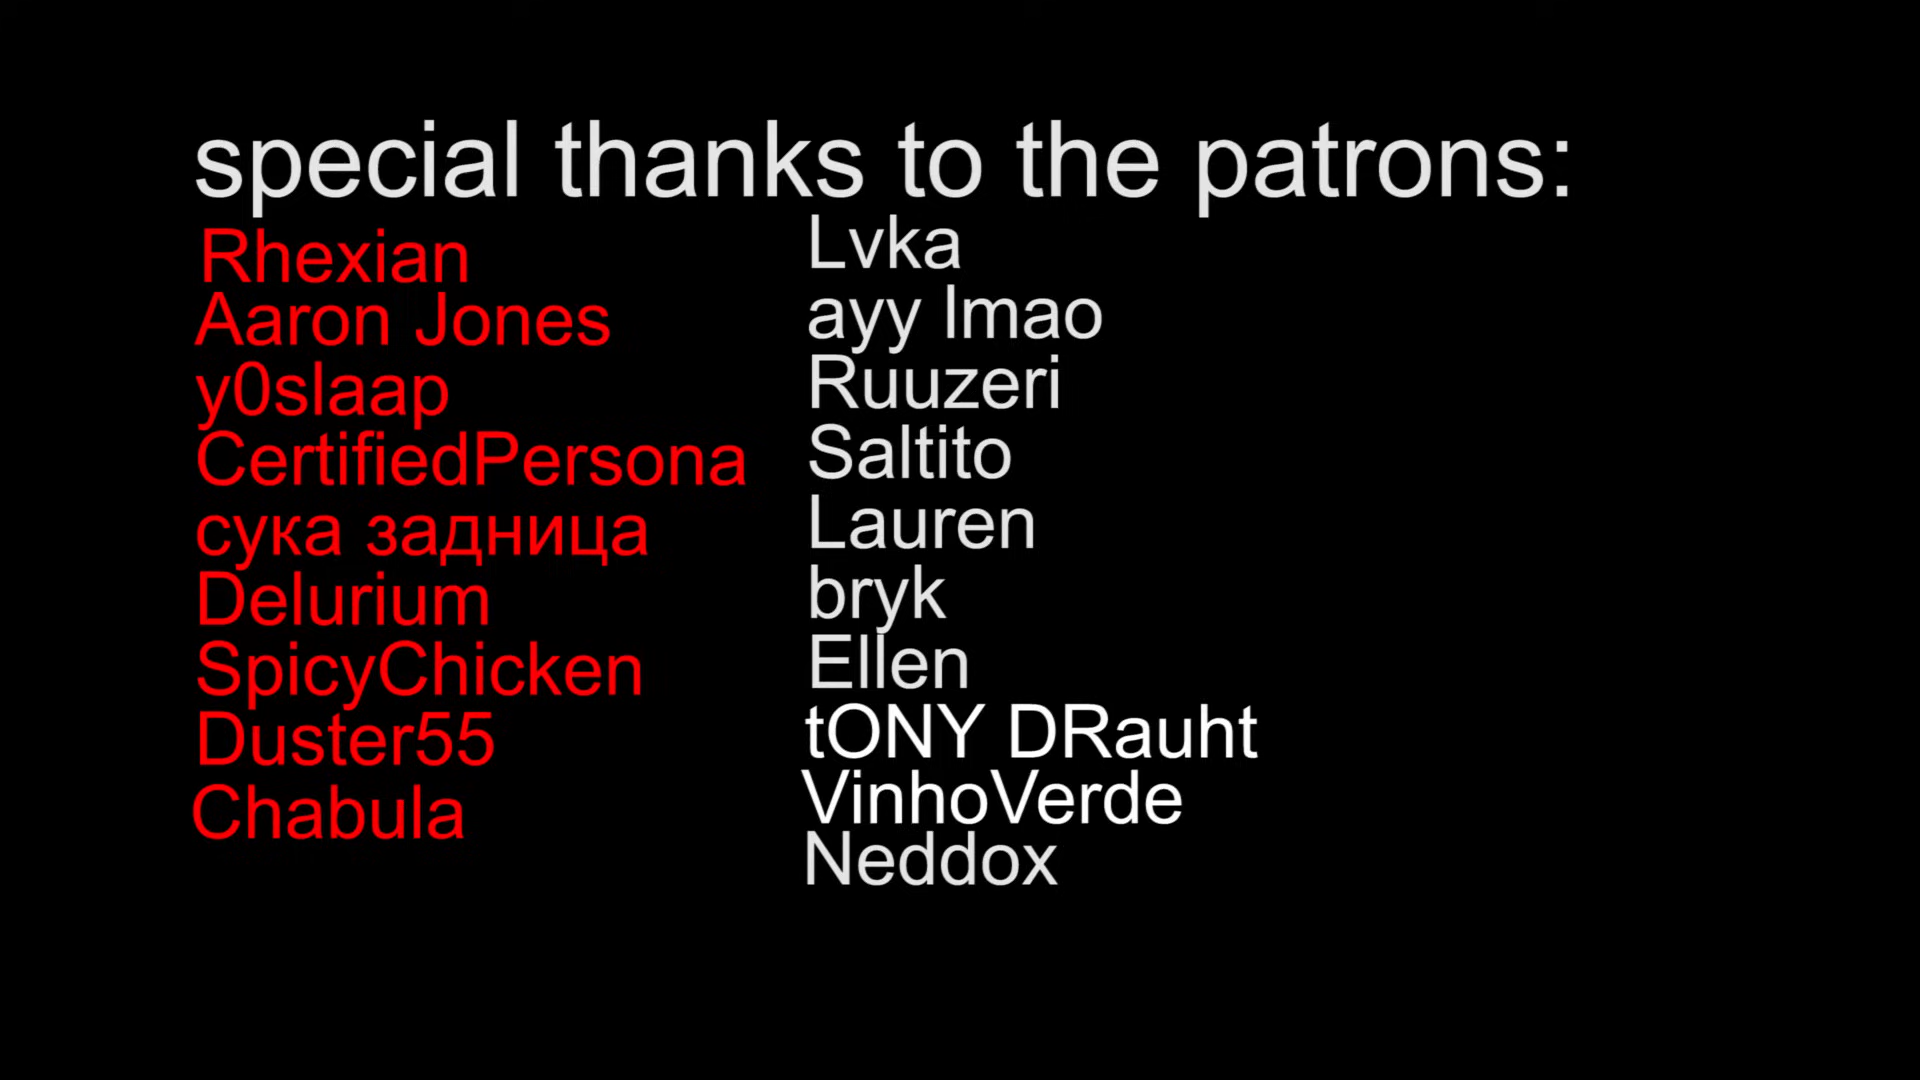 special thanks to the patrons:
Rhexian
Aaron Jones
y0slaap
CertifiedPersona
сука задница
Delurium
SpicyChicken
Duster55
Chabula
Lvka
ayy lmao
Ruuzeri
Saltito
Lauren
bryk
Ellen
tONY DRauht
VinhoVerde
Neddox